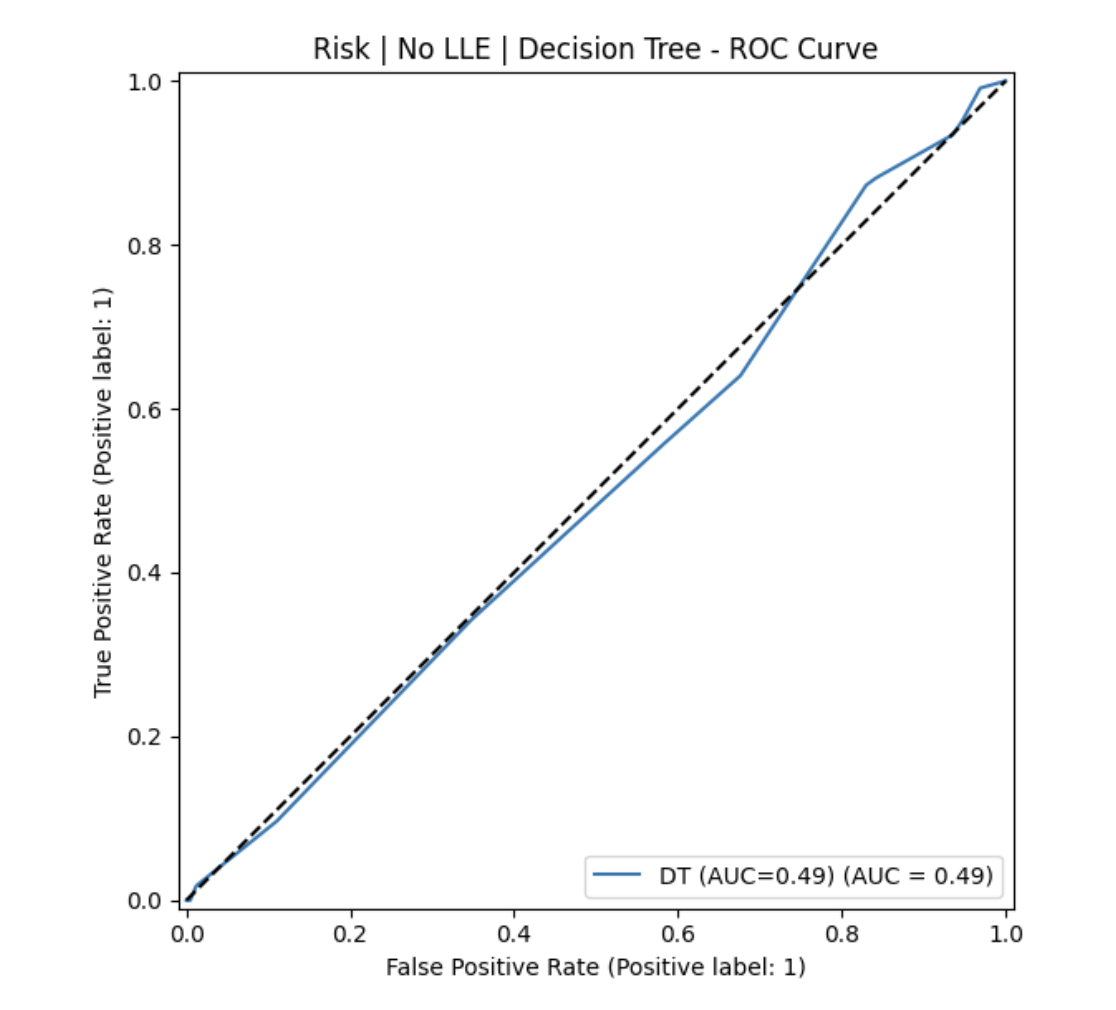 Risk | No LLE | Decision Tree - ROC Curve
True Positive Rate (Positive label: 1)
1.0
0.8
0.6
0.4
0.2
0.0
DT (AUC=0.49) (AUC = 0.49)
0.0 0.2 0.4 0.6 0.8 1.0
False Positive Rate (Positive label: 1)